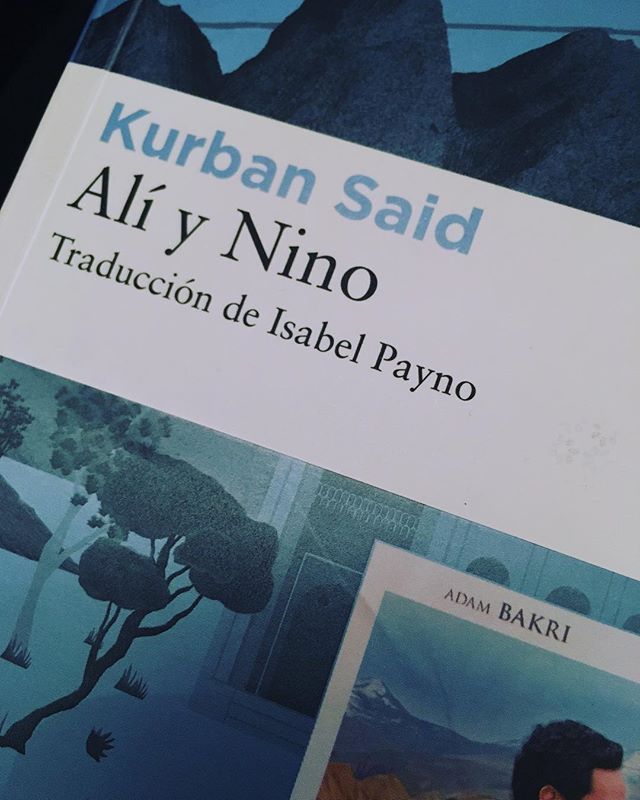 Kurban Said
Alí y Nino
Traducción de Isabel Payno
ADAM BAKRI